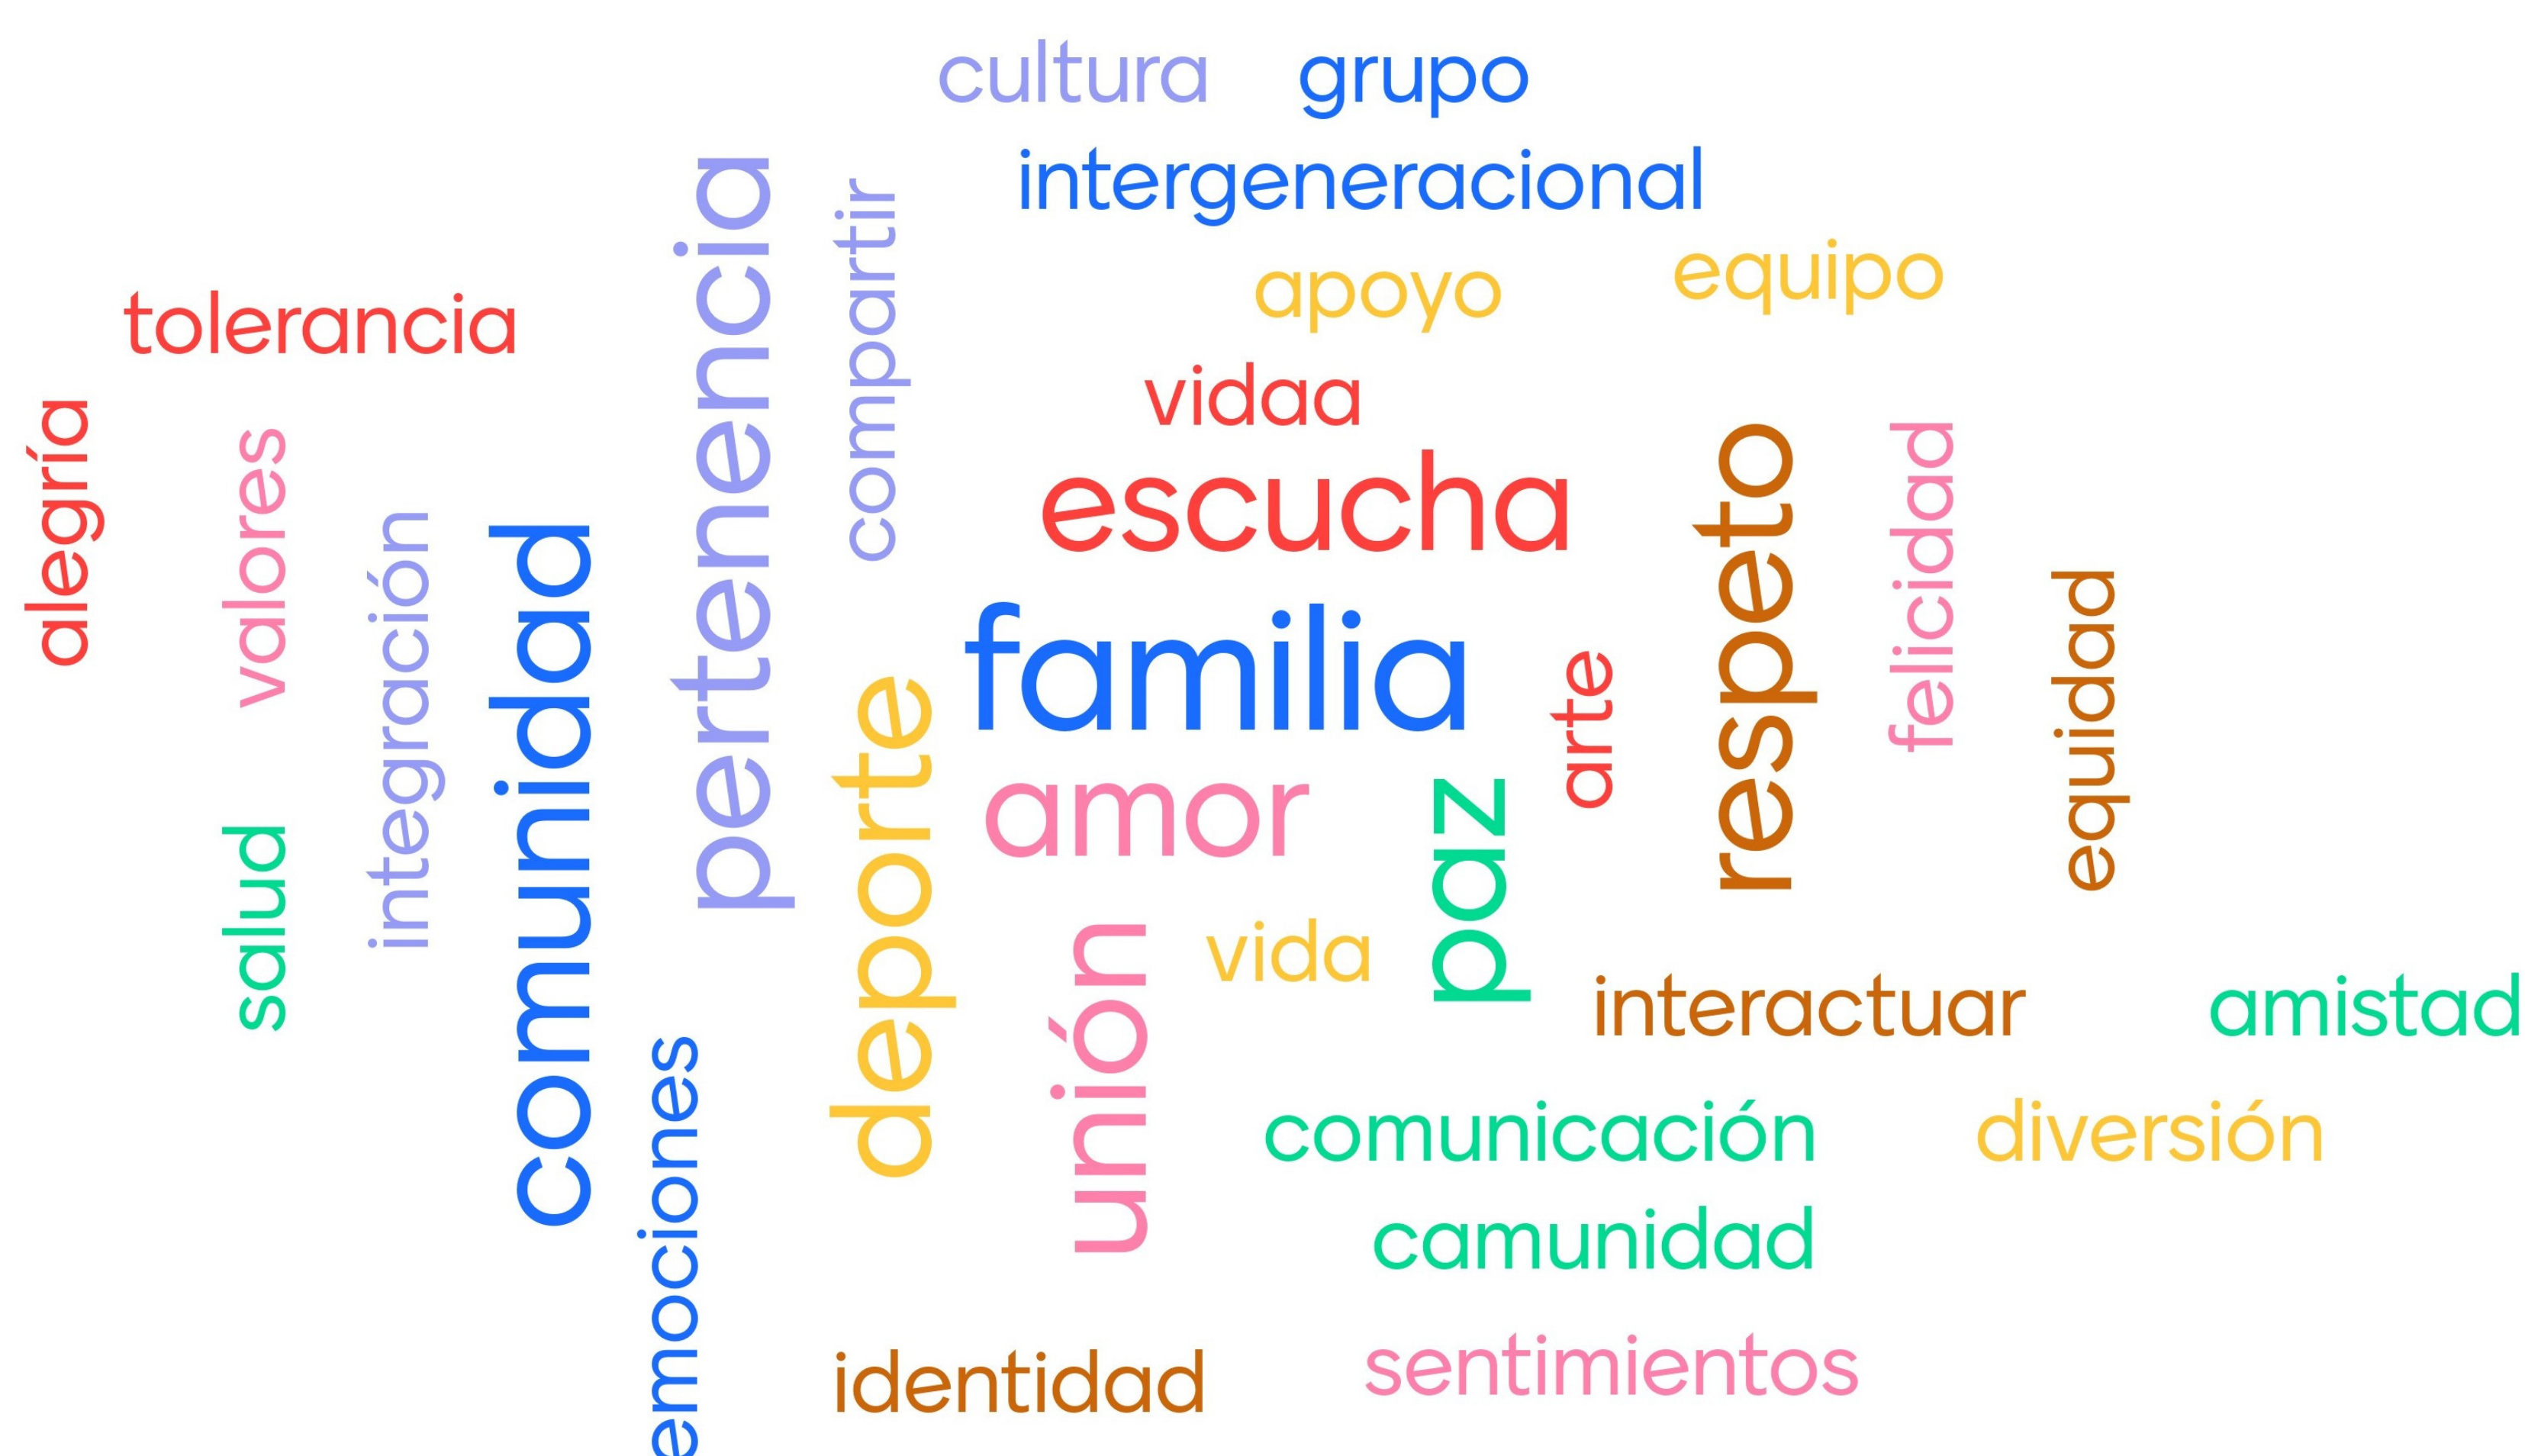 cultura
grupo
intergeneracional
apoyo
equipo
tolerancia
pertenencia
compartir
vidaa
alegría
valores
escucha
respeto
felicidad
integración
comunidad
familia
equidad
arte
deporte
amor
paz
salud
unión
vida
interactuar
amistad
emociones
comunicación
diversión
camunidad
identidad
sentimientos